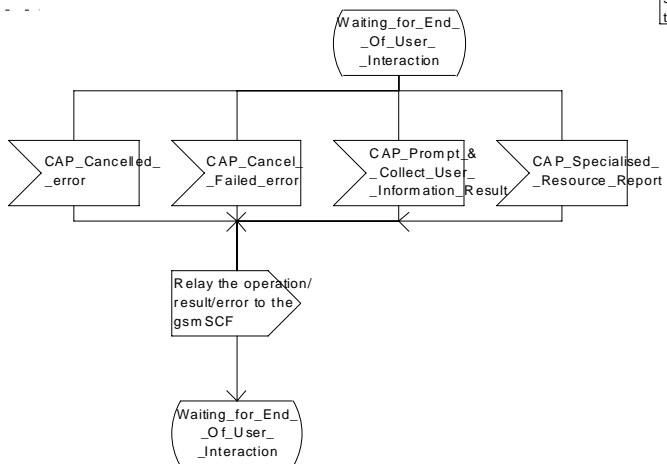 Waiting_for_End_
_Of_User_
_Interaction
CAP_Cancelled_
_error
CAP_Cancel_
_Failed_error
CAP_Prompt_&
_Collect_User_
_Information_Result
CAP_Specialised_
_Resource_Report
Relay the operation/
result/error to the
gsmSCF
Waiting_for_End_
_Of_User_
_Interaction